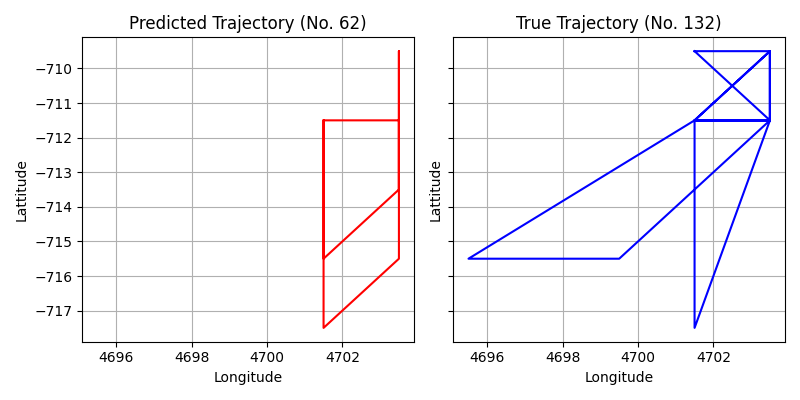 Predicted Trajectory (No. 62)
True Trajectory (No. 132)
−710
−711
−712
−713
−714
−715
−716
−717
Lattitude
Lattitude
4696
4698
4700
4702
4696
4698
4700
4702
Longitude
Longitude